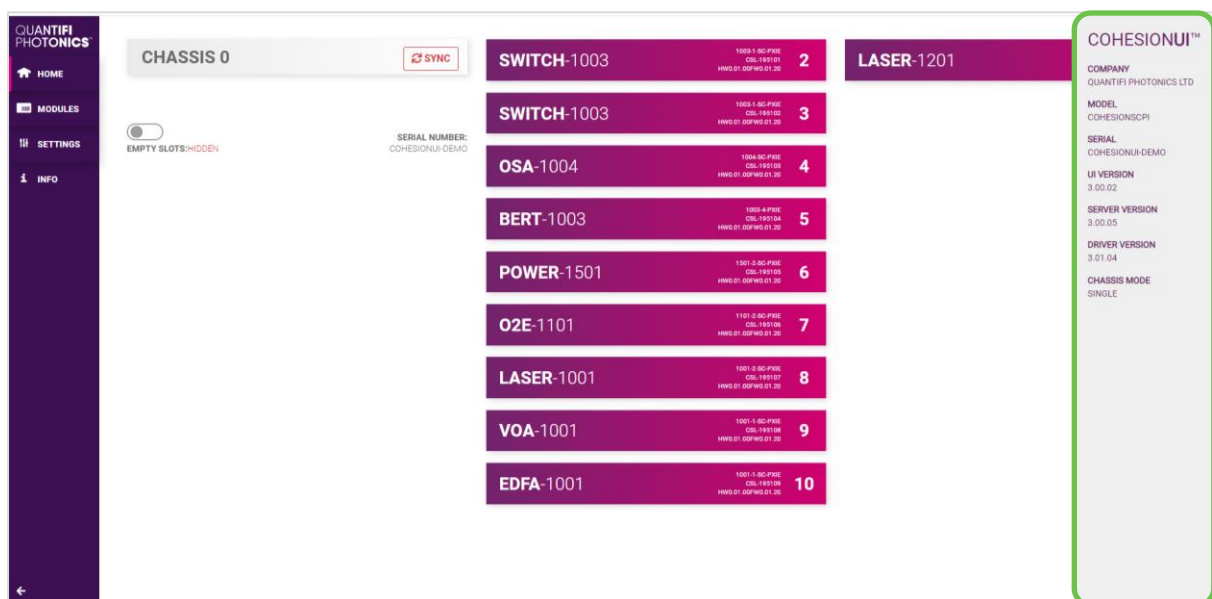 QUANTIFI
PHOTONICS
HOME
MODULES
SETTINGS
INFO
CHASSIS 0
SYNC
EMPTY SLOTS:HIDDEN
SERIAL NUMBER:
COHESIONUI-DEMO
SWITCH-1003
1003-1-SC-PXIE
CSL-195101
HW0.01.00FW0.01.20
2
SWITCH-1003
1003-1-SC-PXIE
CSL-195102
HW0.01.00FW0.01.20
3
OSA-1004
1004-SC-PXIE
CSL-195103
HW0.01.00FW0.01.20
4
BERT-1003
1003-4-PXIE
CSL-195104
HW0.01.00FW0.01.20
5
POWER-1501
1501-2-SC-PXIE
CSL-195105
HW0.01.00FW0.01.20
6
O2E-1101
1101-2-SC-PXIE
CSL-195106
HW0.01.00FW0.01.20
7
LASER-1001
1001-2-SC-PXIE
CSL-195107
HW0.01.00FW0.01.20
8
VOA-1001
1001-1-SC-PXIE
CSL-195108
HW0.01.00FW0.01.20
9
EDFA-1001
1001-1-SC-PXIE
CSL-195109
HW0.01.00FW0.01.20
10
LASER-1201
COHESIONUI™
COMPANY
QUANTIFI PHOTONICS LTD
MODEL
COHESIONSCPI
SERIAL
COHESIONUI-DEMO
UI VERSION
3.00.02
SERVER VERSION
3.00.05
DRIVER VERSION
3.01.04
CHASSIS MODE
SINGLE